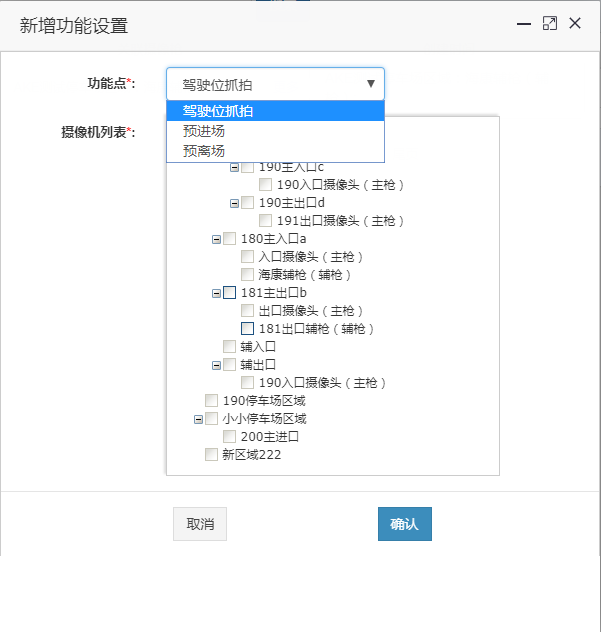 新增功能设置
功能点*:
驾驶位抓拍
驾驶位抓拍
摄像机列表*:
预进场
预离场
190主入口c
190入口摄像头（主枪）
190主出口d
191出口摄像头（主枪）
180主入口a
入口摄像头（主枪）
海康辅枪（辅枪）
181主出口b
出口摄像头（主枪）
181出口辅枪（辅枪）
辅入口
辅出口
190入口摄像头（主枪）
190停车场区域
小小停车场区域
200主进口
新区域222
取消
确认